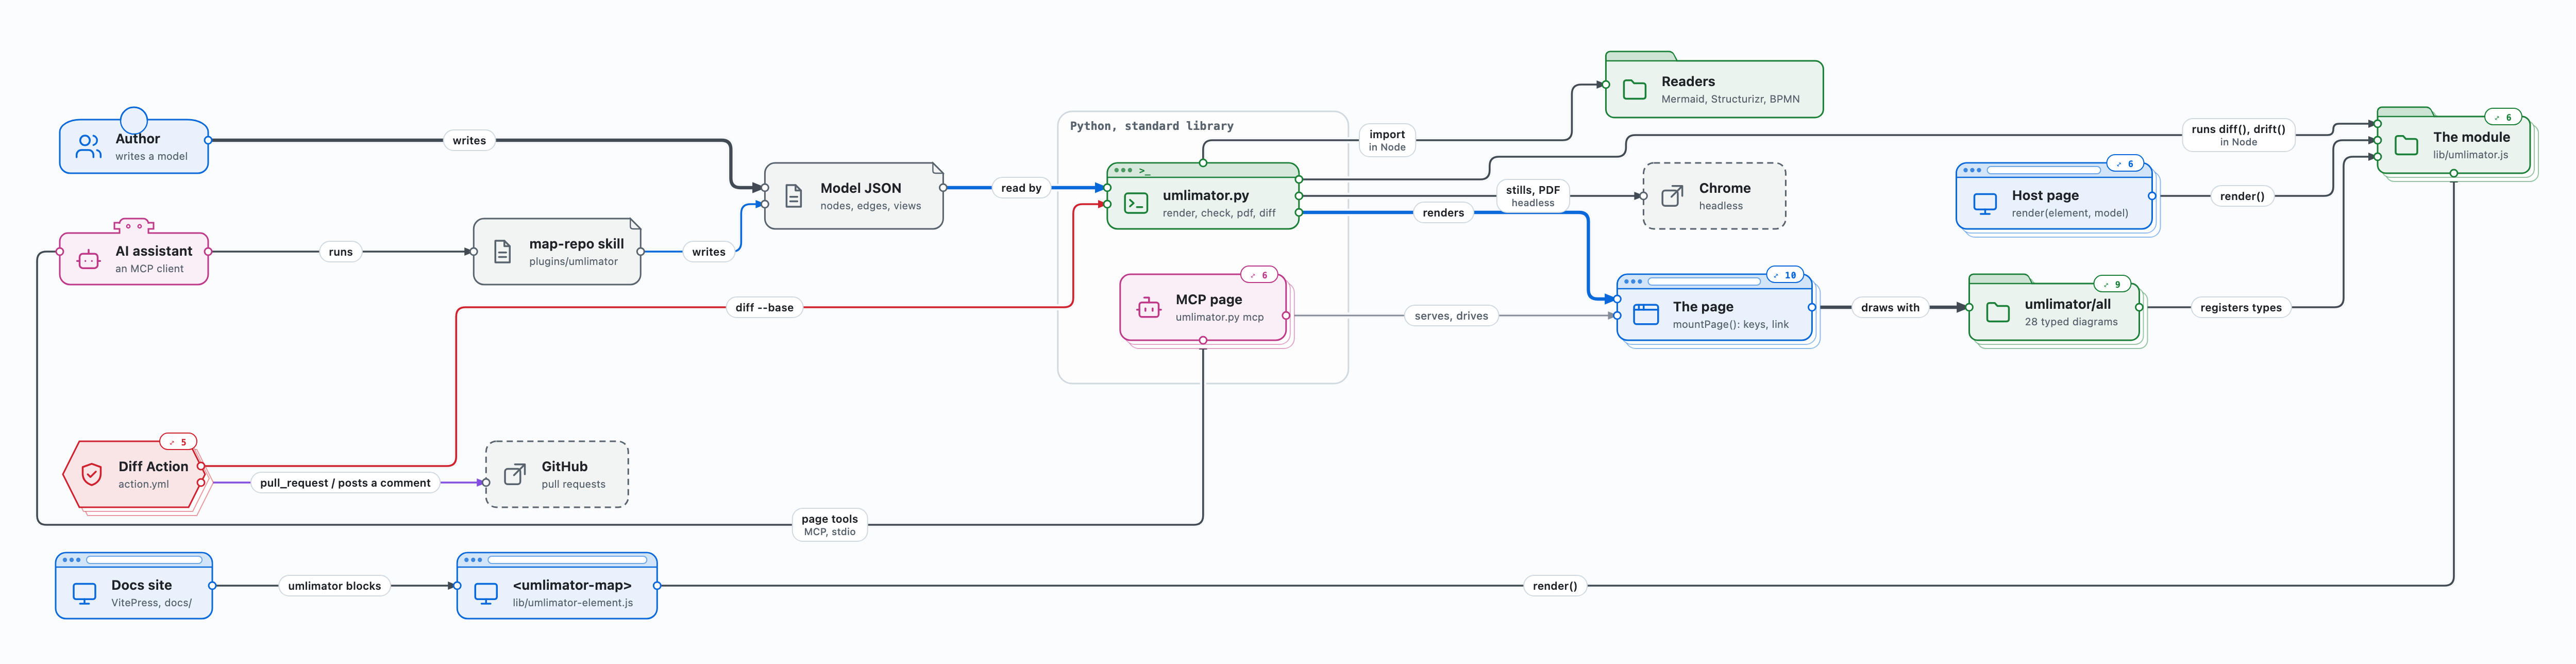 Readers
Mermaid, Structurizr, BPMN
Python, standard library
import
in Node
runs diff(), drift()
in Node
6
The module
lib/umlimator.js
Author
writes a model
writes
Model JSON
nodes, edges, views
read by
>_
umlimator.py
render, check, pdf, diff
stills, PDF
headless
Chrome
headless
6
Host page
render(element, model)
render()
renders
AI assistant
an MCP client
runs
map-repo skill
plugins/umlimator
writes
diff --base
6
MCP page
umlimator.py mcp
serves, drives
10
The page
mountPage(): keys, link
draws with
9
umlimator/all
28 typed diagrams
registers types
5
Diff Action
action.yml
pull_request / posts a comment
GitHub
pull requests
page tools
MCP, stdio
Docs site
VitePress, docs/
umlimator blocks
<umlimator-map>
lib/umlimator-element.js
render()